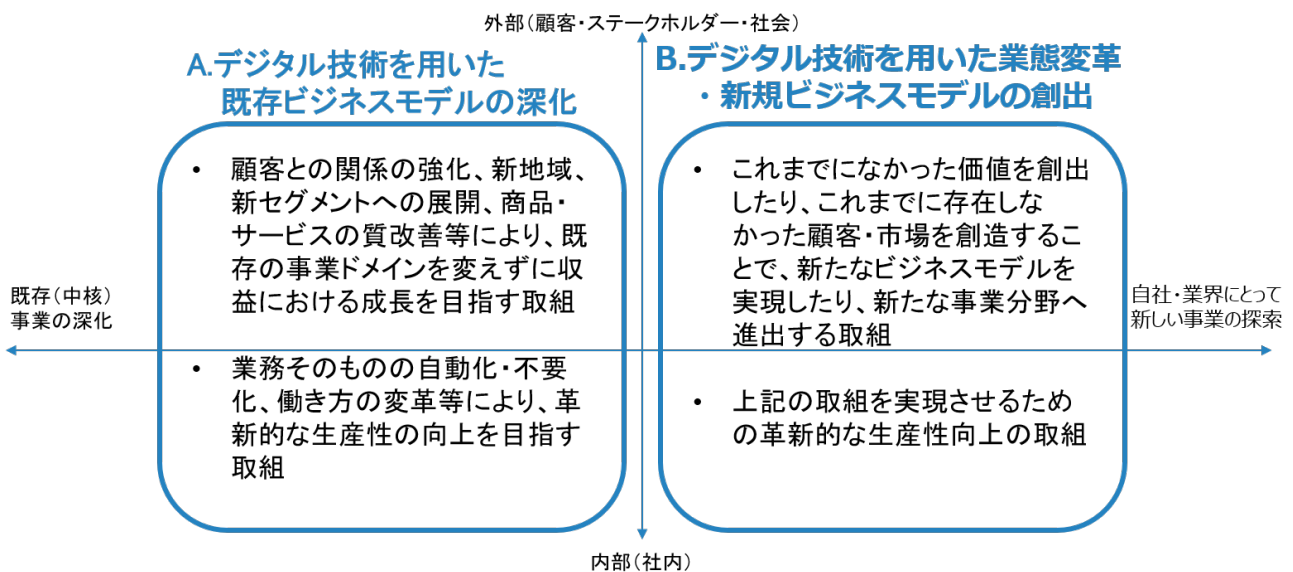 外部（顧客・ステークホルダー・社会）
A.デジタル技術を用いた
既存ビジネスモデルの深化
B.デジタル技術を用いた業態変革
・新規ビジネスモデルの創出
• 顧客との関係の強化、新地域、
新セグメントへの展開、商品・
サービスの質改善等により、既
存の事業ドメインを変えずに収
益における成長を目指す取組
• 業務そのものの自動化・不要
化、働き方の変革等により、革
新的な生産性の向上を目指す
取組
• これまでになかった価値を創出
したり、これまでに存在しな
かった顧客・市場を創造するこ
とで、新たなビジネスモデルを
実現したり、新たな事業分野へ
進出する取組
• 上記の取組を実現させるため
の革新的な生産性向上の取組
既存（中核）
事業の深化
自社・業界にとって
新しい事業の探索
内部（社内）